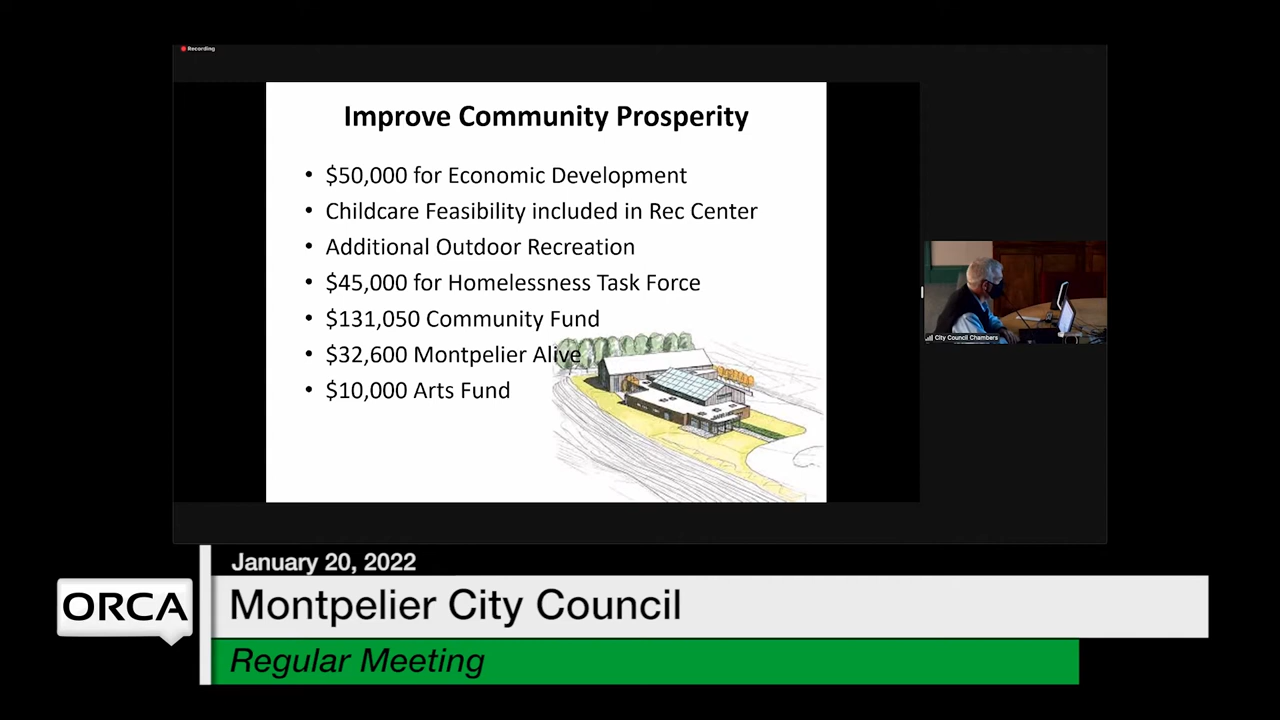 Recording
Improve Community Prosperity
• $50,000 for Economic Development
• Childcare Feasibility included in Rec Center
• Additional Outdoor Recreation
• $45,000 for Homelessness Task Force
• $131,050 Community Fund
• $32,600 Montpelier Alive
• $10,000 Arts Fund
City Council Chambers
January 20, 2022
ORCA
Montpelier City Council
Regular Meeting